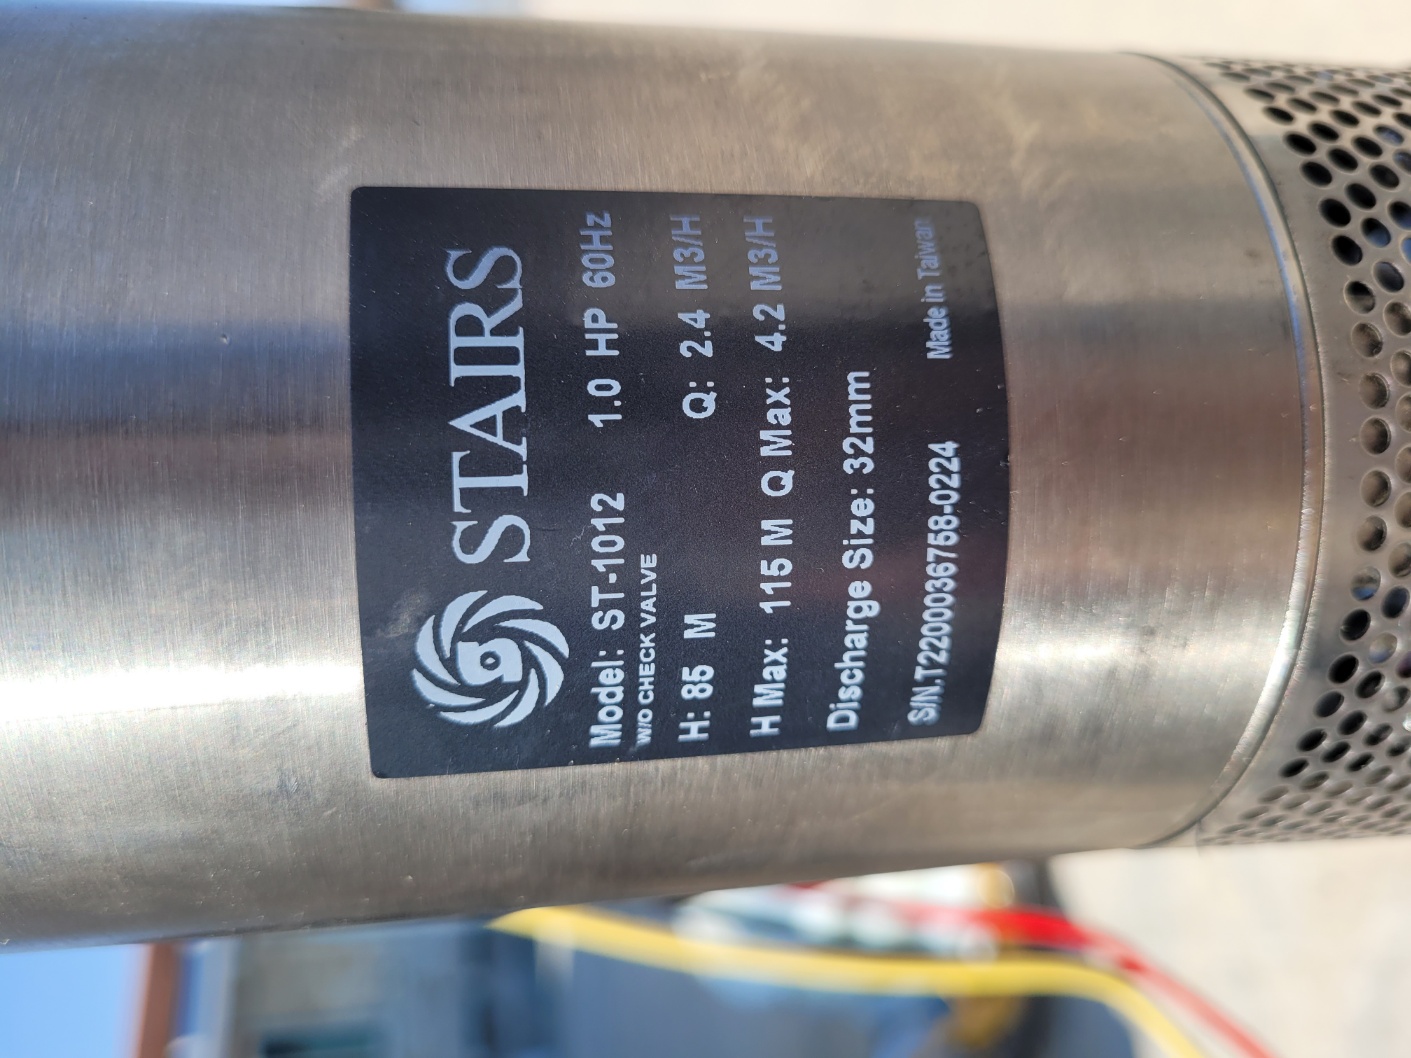 STAIRS
Model: ST-1012 1.0 HP 60Hz
W/O CHECK VALVE
H: 85 M Q: 2.4 M3/H
H Max: 115 M Q Max: 4.2 M3/H
Discharge Size: 32mm
S/N.T2200036758-0224 Made in Taiwan